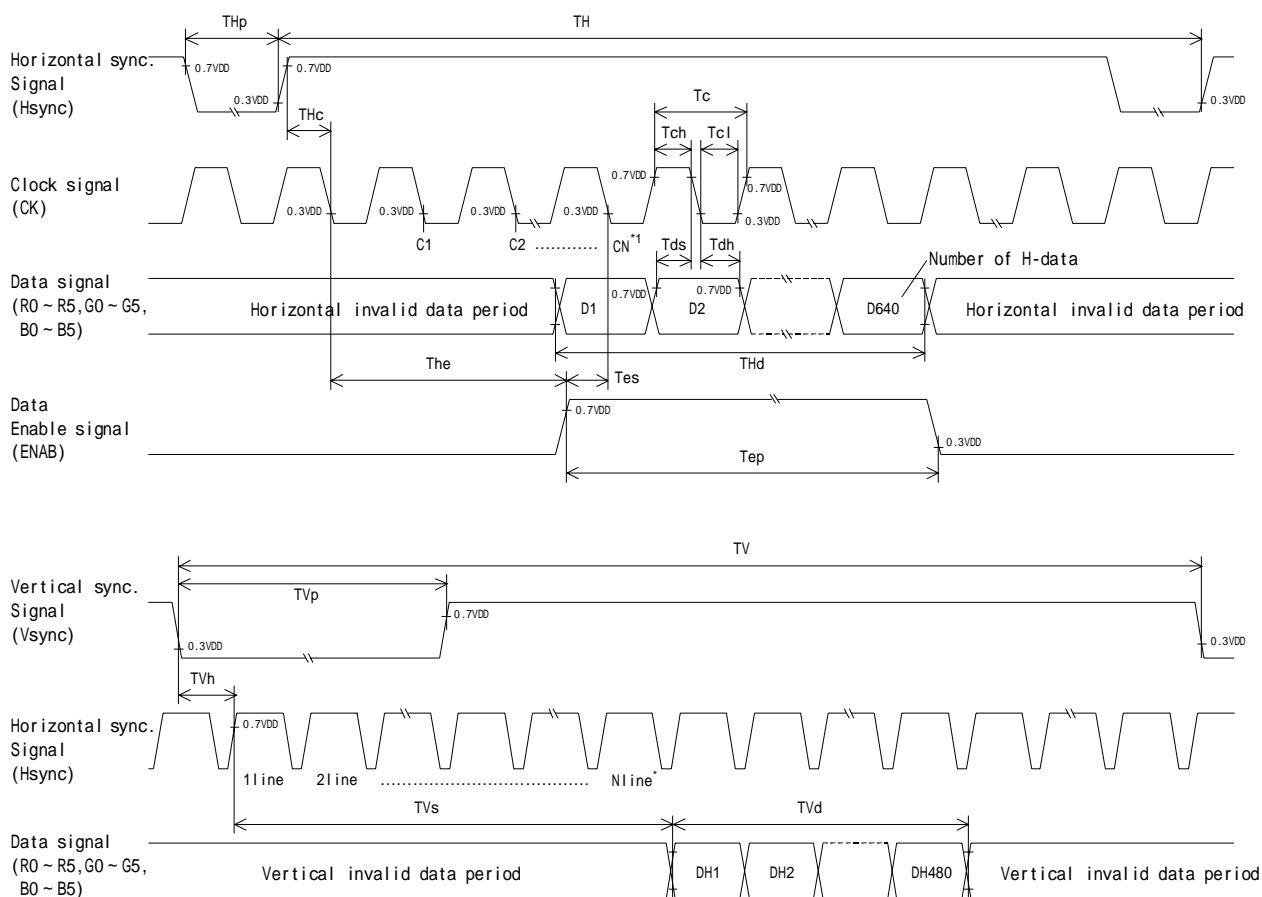 THp TH
Horizontal sync.
Signal
(Hsync)
0.7VDD 0.3VDD 0.7VDD 0.3VDD
THc Tc
Tch Tcl
Clock signal
(CK)
0.7VDD 0.7VDD
0.3VDD 0.3VDD 0.3VDD 0.3VDD 0.3VDD
C1 C2 ............ CN*1
Tds Tdh
Number of H-data
Data signal
(R0~R5,G0~G5,
B0~B5)
Horizontal invalid data period D1 0.7VDD D2 0.7VDD D640 Horizontal invalid data period
THd
The Tes
Data
Enable signal
(ENAB)
0.7VDD 0.3VDD
Tep
TV
TVp
Vertical sync.
Signal
(Vsync)
0.7VDD
0.3VDD 0.3VDD
TVh
Horizontal sync.
Signal
(Hsync)
0.7VDD
1line 2line .................................... Nline*
TVs TVd
Data signal
(R0~R5,G0~G5,
B0~B5)
Vertical invalid data period DH1 DH2 DH480 Vertical invalid data period